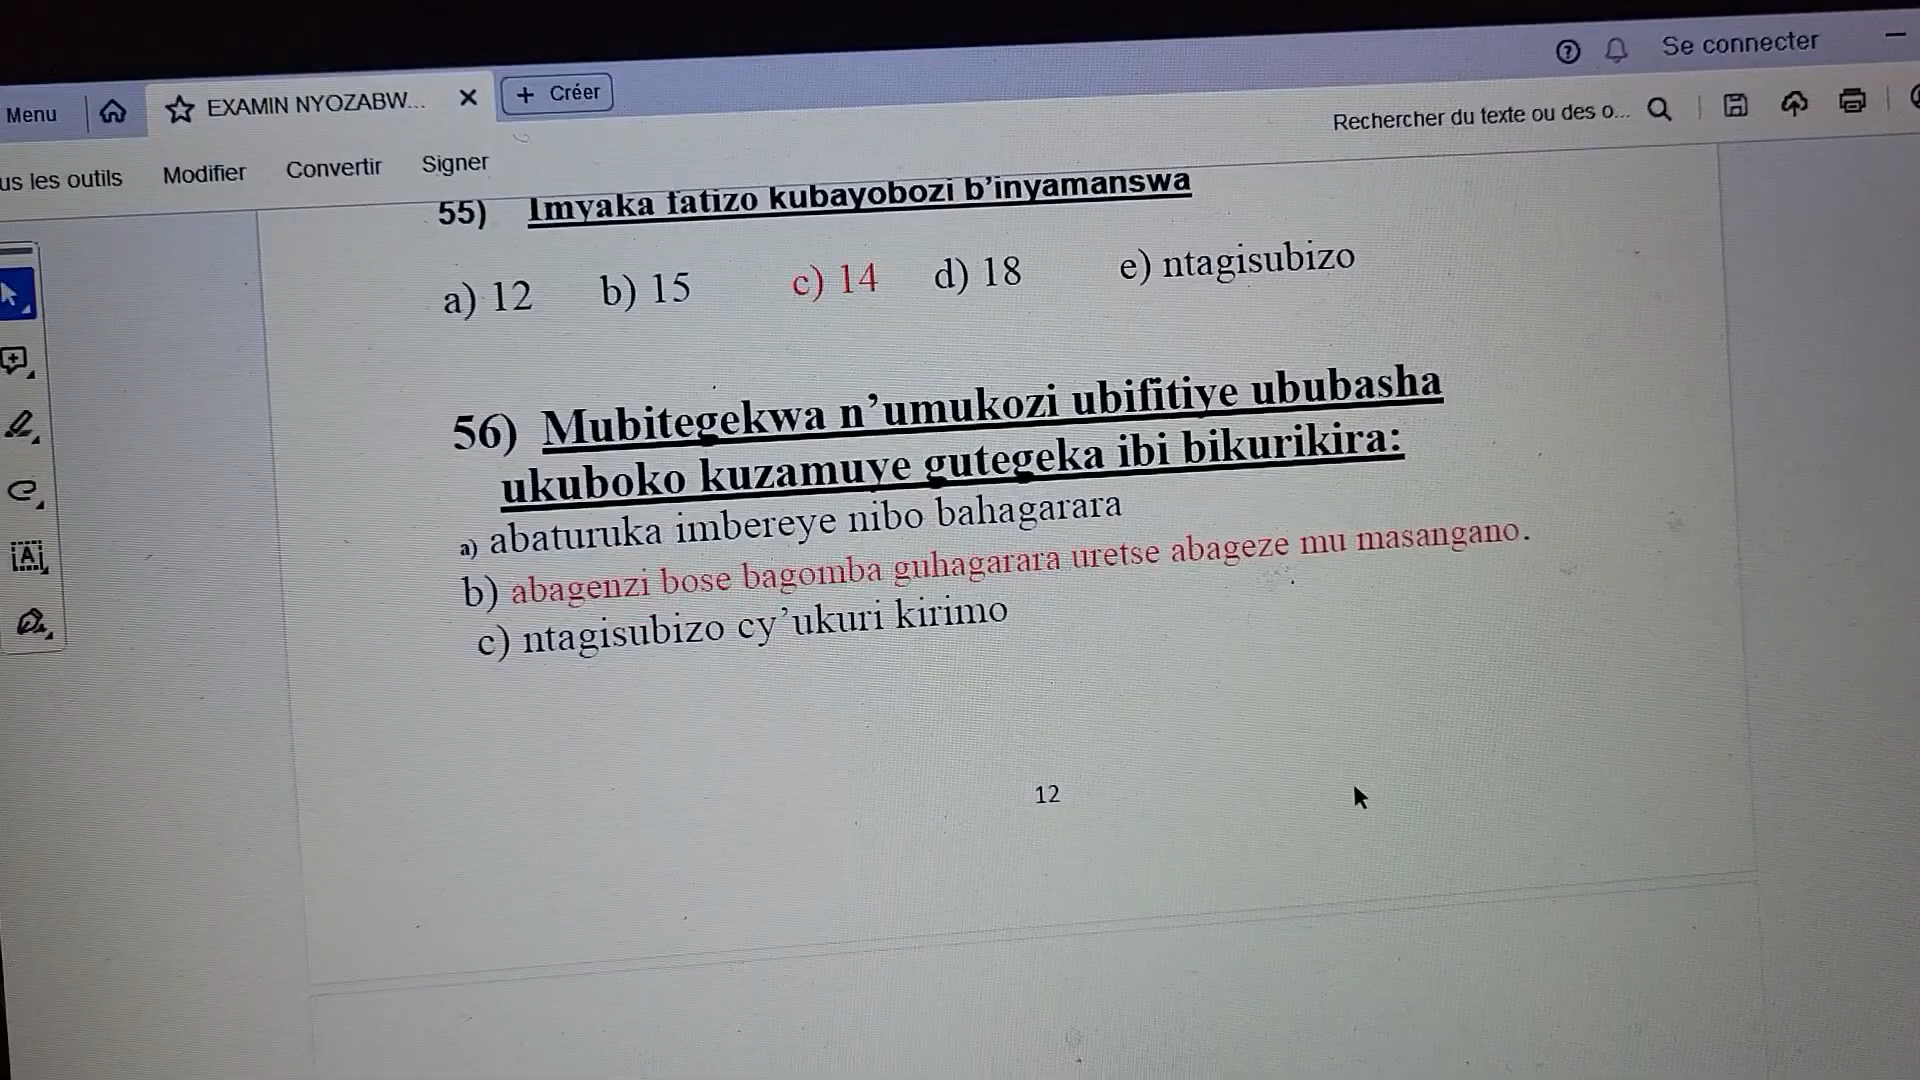 Se connecter
Menu
EXAMIN NYOZABW...
+ Créer
Rechercher du texte ou des o...
us les outils
Modifier
Convertir
Signer
55) Imyaka fatizo kubayobozi b’inyamanswa
a) 12 b) 15 c) 14 d) 18 e) ntagisubizo
56) Mubitegekwa n’umukozi ubifitiye ububasha
ukuboko kuzamuye gutegeka ibi bikurikira:
a) abaturuka imbereye nibo bahagarara
b) abagenzi bose bagomba guhagarara uretse abageze mu masangano.
c) ntagisubizo cy’ukuri kirimo
12